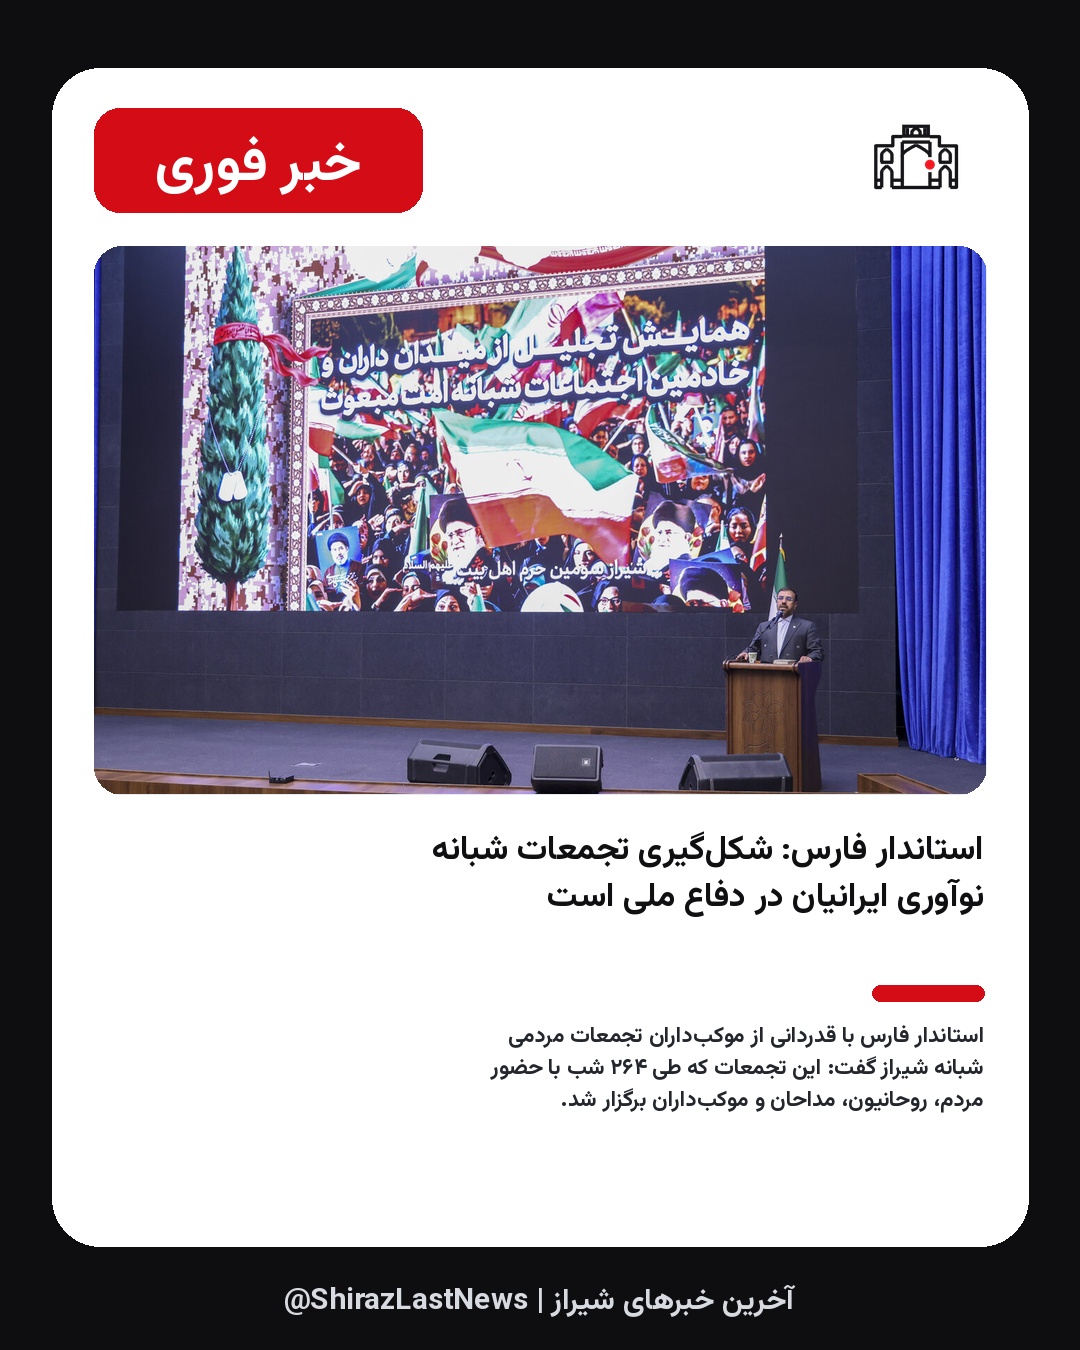 خبر فوری
همایش تجلیل از میدان داران و
خادمین اجتماعات شبانه امت مبعوث
شیراز سومین حرم اهل بیت علیهم السلام
استاندار فارس: شکل‌گیری تجمعات شبانه
نوآوری ایرانیان در دفاع ملی است
استاندار فارس با قدردانی از موکب‌داران تجمعات مردمی
شبانه شیراز گفت: این تجمعات که طی ۲۶۴ شب با حضور
مردم، روحانیون، مداحان و موکب‌داران برگزار شد.
آخرین خبرهای شیراز | @ShirazLastNews